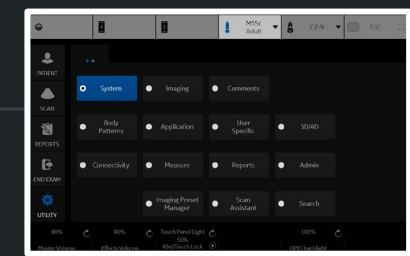 M5Sc
Adult
C2-9
TGC
PATIENT
SCAN
REPORTS
END EXAM
UTILITY
System
Imaging
Comments
Body
Patterns
Application
User
Specific
3D/4D
Connectivity
Measure
Reports
Admin
Imaging Preset
Manager
Scan
Assistant
Search
80%
Master Volume
80%
Effects Volume
Touch Panel Light
50%
Kbd/Touch Lock
100%
OPIO backlight